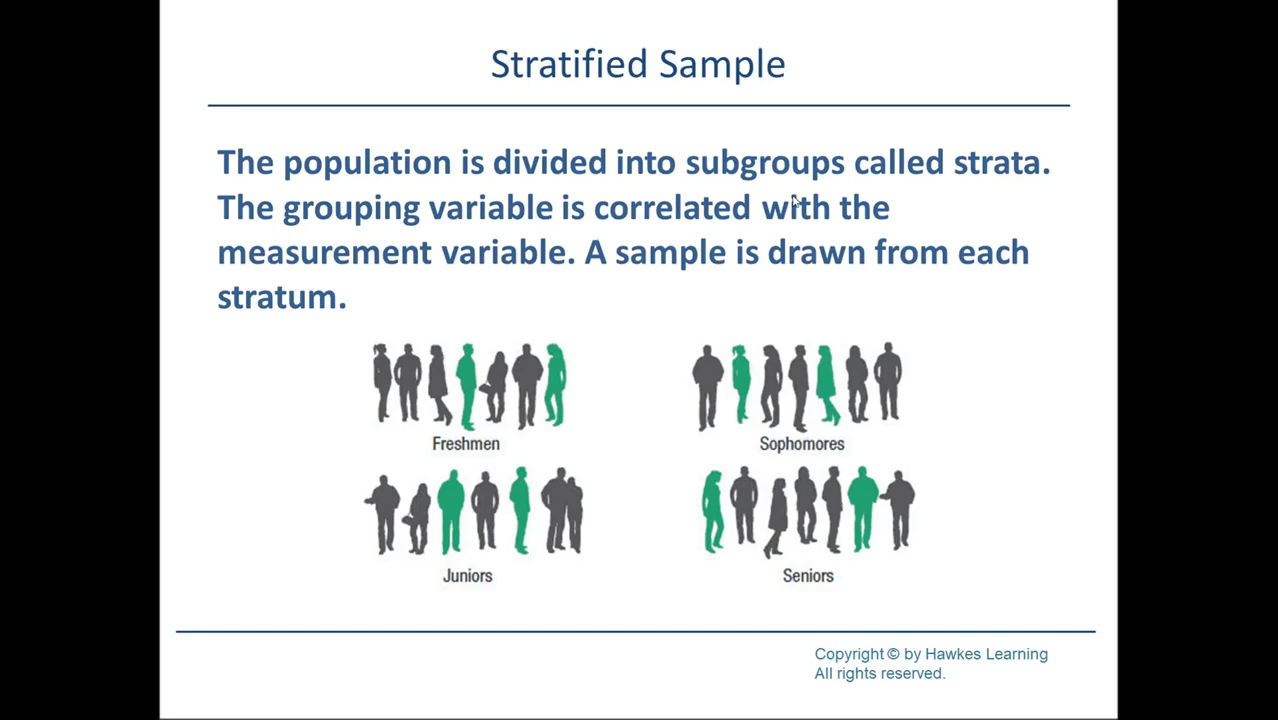 Stratified Sample
The population is divided into subgroups called strata.
The grouping variable is correlated with the
measurement variable. A sample is drawn from each
stratum.
Freshmen
Sophomores
Juniors
Seniors
Copyright © by Hawkes Learning
All rights reserved.